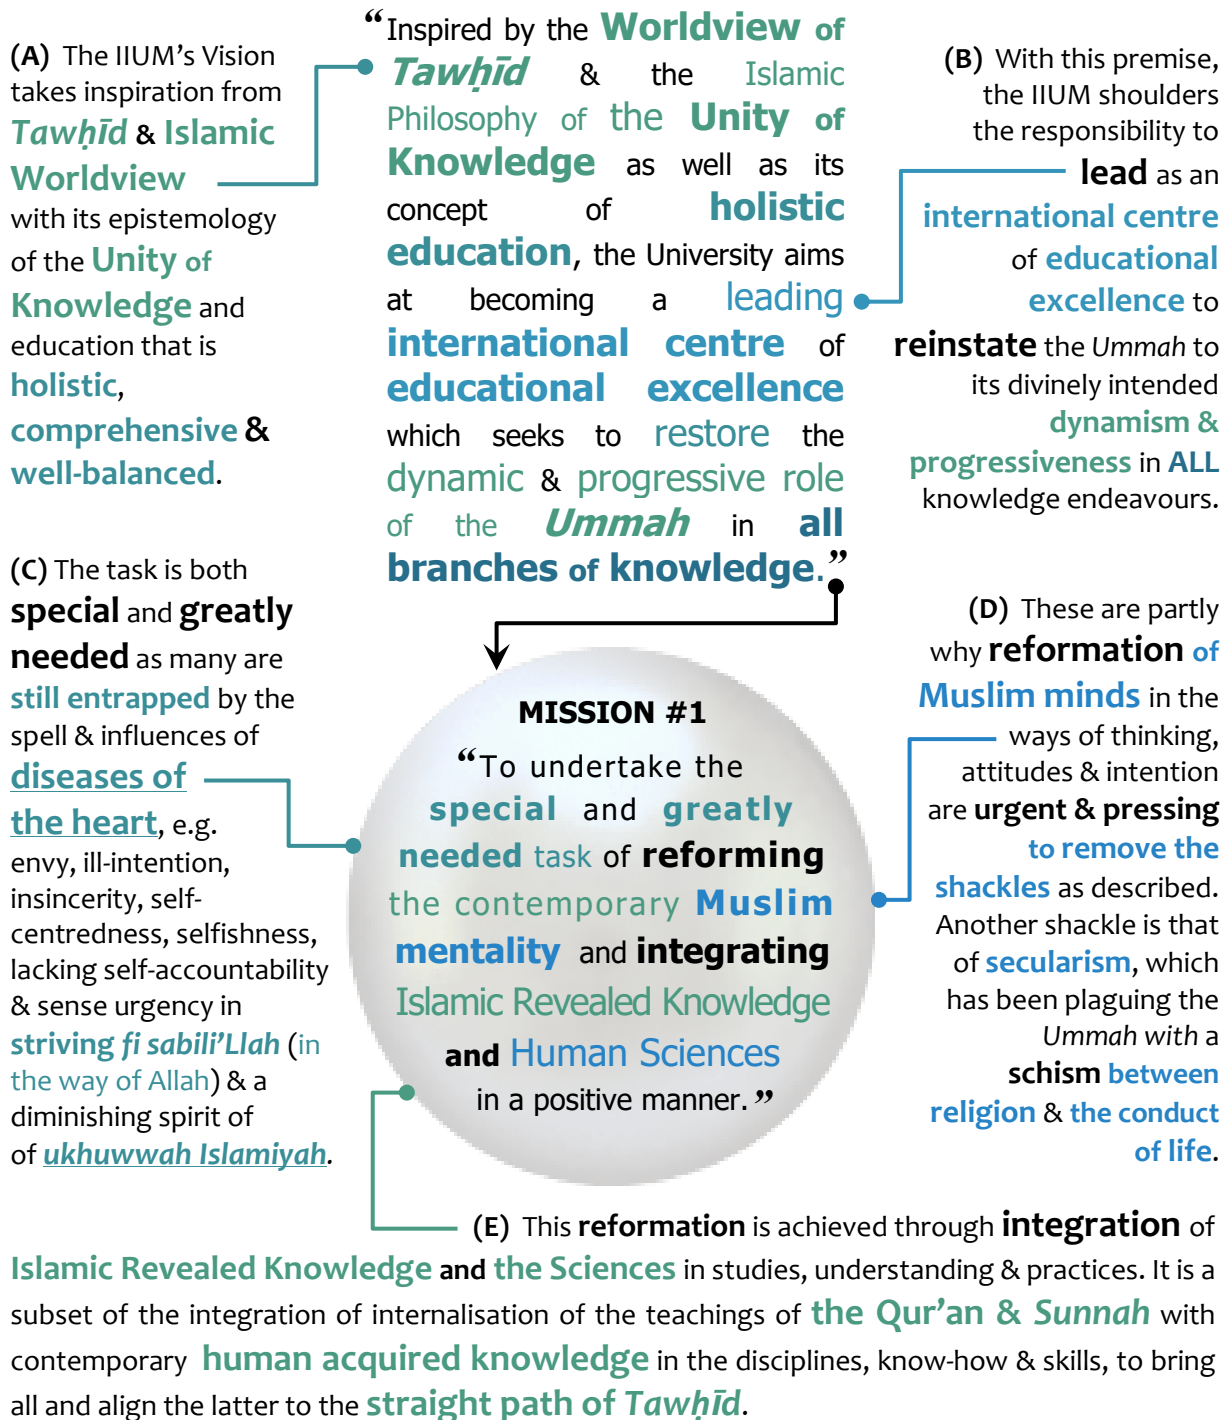 (A) The IIUM’s Vision
takes inspiration from
Tawḥīd & Islamic
Worldview
with its epistemology
of the Unity of
Knowledge and
education that is
holistic,
comprehensive &
well-balanced.
“Inspired by the Worldview of
Tawḥīd & the Islamic
Philosophy of the Unity of
Knowledge as well as its
concept of holistic
education, the University aims
at becoming a leading
international centre of
educational excellence
which seeks to restore the
dynamic & progressive role
of the Ummah in all
branches of knowledge.”
(B) With this premise,
the IIUM shoulders
the responsibility to
lead as an
international centre
of educational
excellence to
reinstate the Ummah to
its divinely intended
dynamism &
progressiveness in ALL
knowledge endeavours.
(C) The task is both
special and greatly
needed as many are
still entrapped by the
spell & influences of
diseases of
the heart, e.g.
envy, ill-intention,
insincerity, self-
centredness, selfishness,
lacking self-accountability
& sense urgency in
striving fi sabili’Llah (in
the way of Allah) & a
diminishing spirit of
of ukhuwwah Islamiyah.
MISSION #1
“To undertake the
special and greatly
needed task of reforming
the contemporary Muslim
mentality and integrating
Islamic Revealed Knowledge
and Human Sciences
in a positive manner.”
(D) These are partly
why reformation of
Muslim minds in the
ways of thinking,
attitudes & intention
are urgent & pressing
to remove the
shackles as described.
Another shackle is that
of secularism, which
has been plaguing the
Ummah with a
schism between
religion & the conduct
of life.
(E) This reformation is achieved through integration of
Islamic Revealed Knowledge and the Sciences in studies, understanding & practices. It is a
subset of the integration of internalisation of the teachings of the Qur’an & Sunnah with
contemporary human acquired knowledge in the disciplines, know-how & skills, to bring
all and align the latter to the straight path of Tawḥīd.